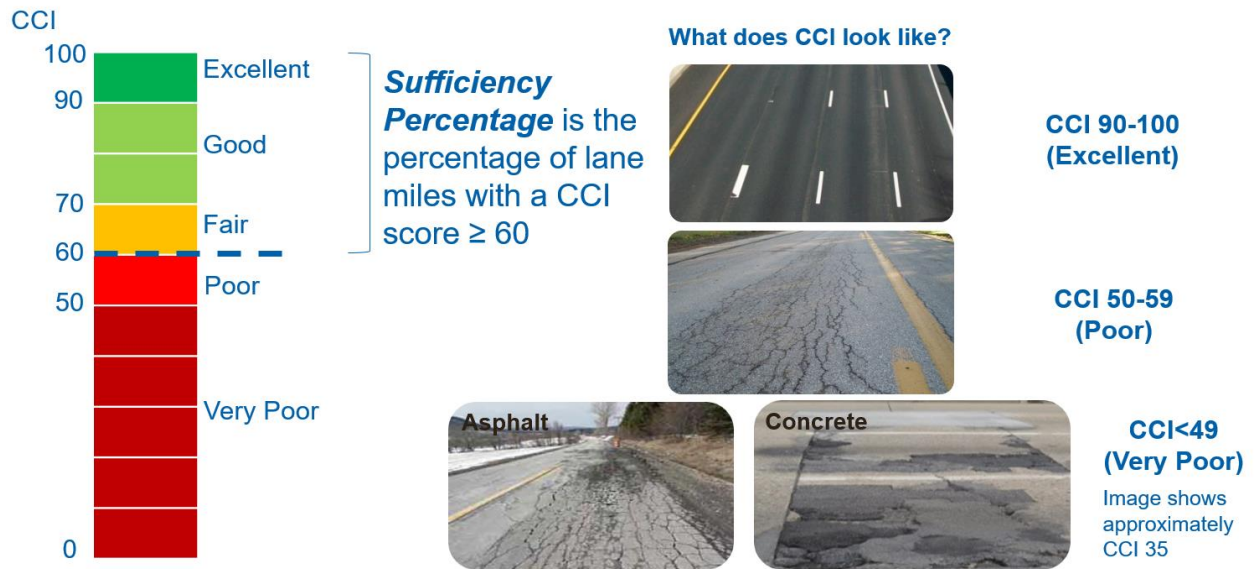 CCI
100
Excellent
90
Good
70
Fair
60
Poor
50
Very Poor
0
Sufficiency
Percentage is the
percentage of lane
miles with a CCI
score ≥ 60
What does CCI look like?
CCI 90-100
(Excellent)
CCI 50-59
(Poor)
Asphalt
Concrete
CCI<49
(Very Poor)
Image shows
approximately
CCI 35